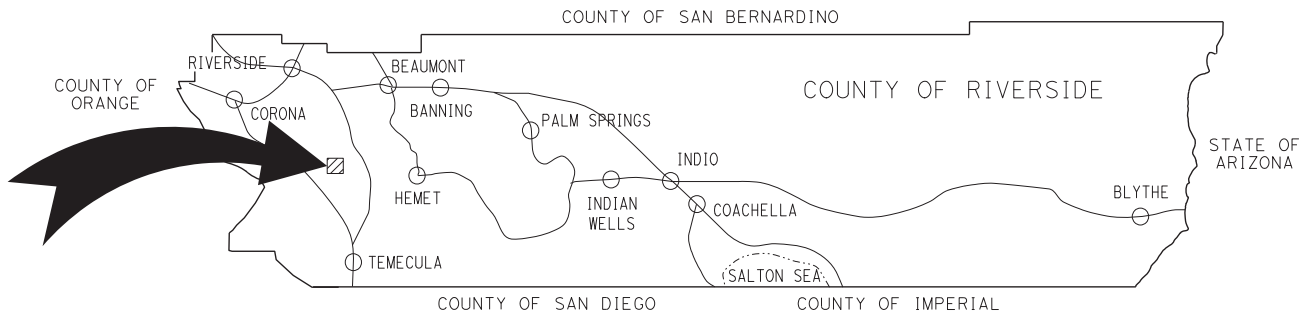 COUNTY OF SAN BERNARDINO
RIVERSIDE
BEAUMONT
COUNTY OF
ORANGE
COUNTY OF RIVERSIDE
CORONA
BANNING
PALM SPRINGS
STATE OF
ARIZONA
INDIO
HEMET
INDIAN
WELLS
COACHELLA
BLYTHE
TEMECULA
SALTON SEA
COUNTY OF SAN DIEGO
COUNTY OF IMPERIAL